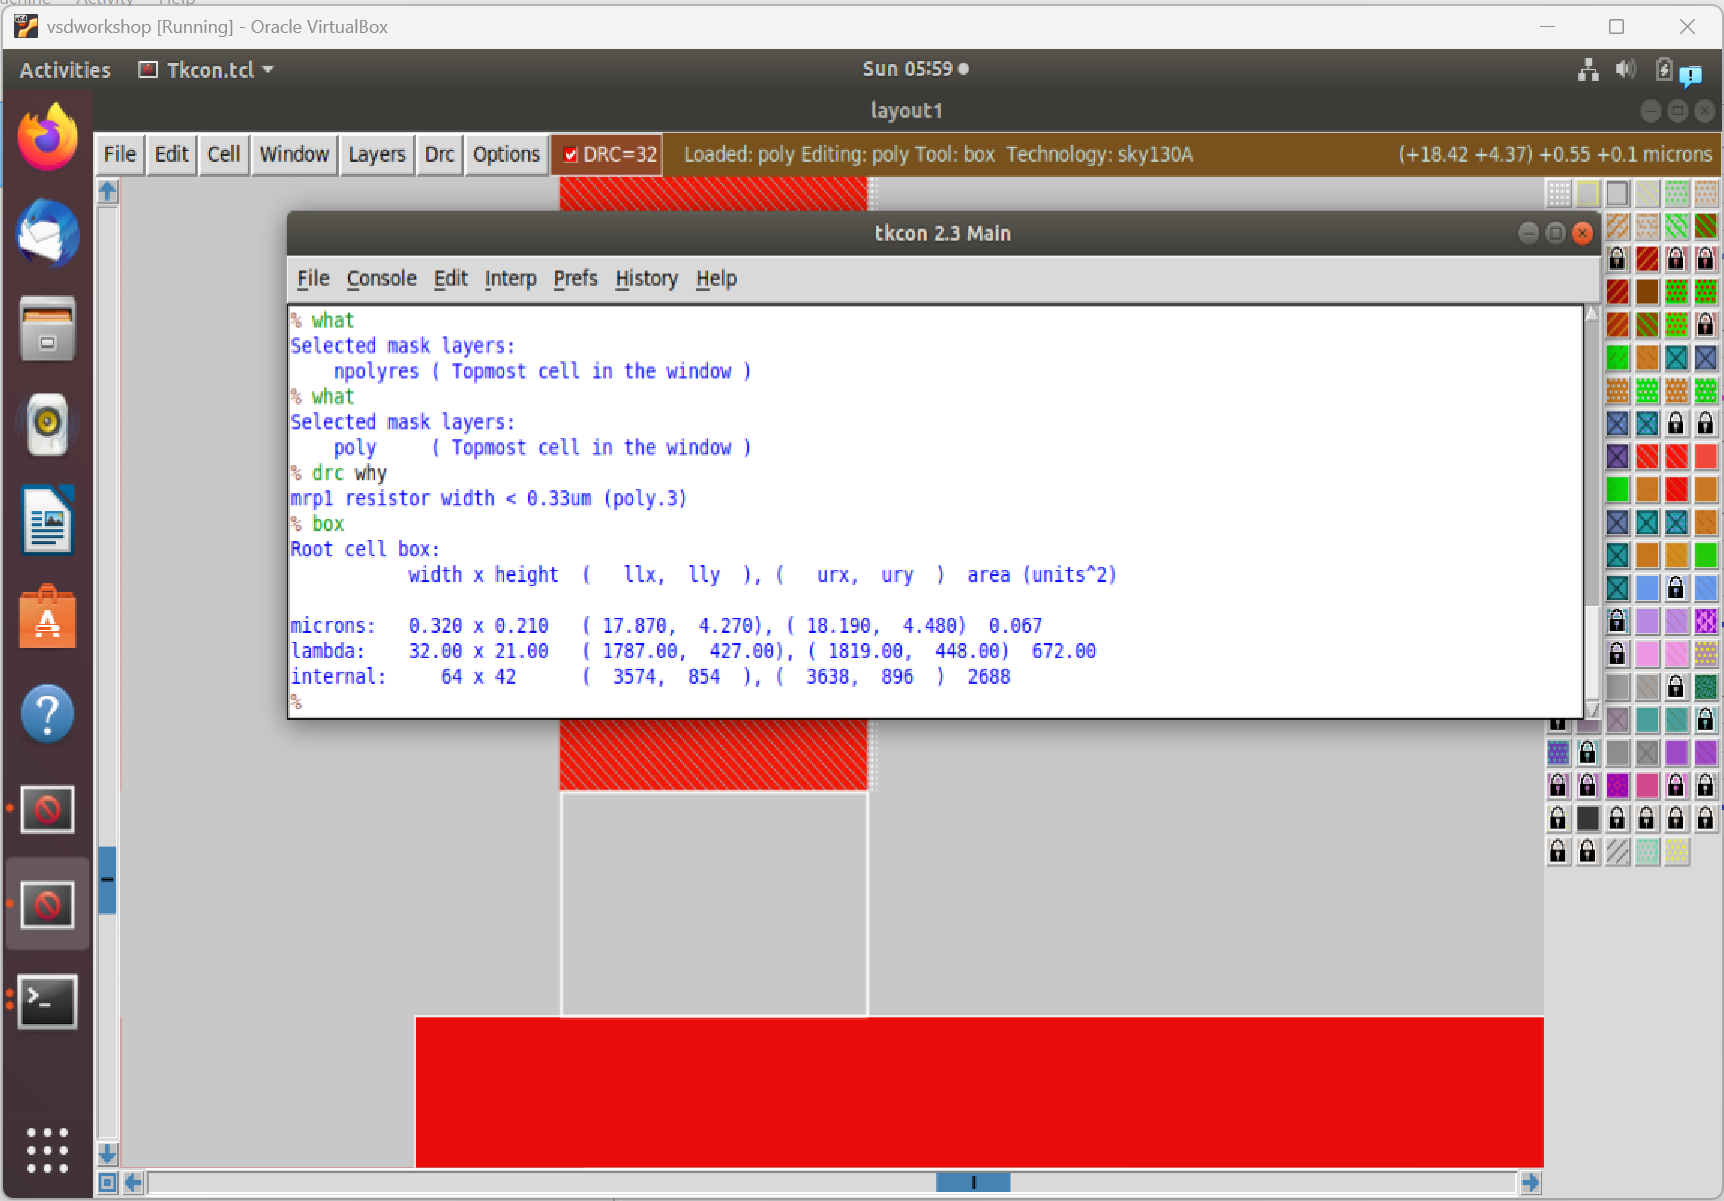 vsdworkshop [Running] - Oracle VirtualBox
Activities Tkcon.tcl Sun 05:59
layout1
File Edit Cell Window Layers Drc Options DRC=32 Loaded: poly Editing: poly Tool: box Technology: sky130A (+18.42 +4.37) +0.55 +0.1 microns
tkcon 2.3 Main
File Console Edit Interp Prefs History Help
% what
Selected mask layers:
npolyres ( Topmost cell in the window )
% what
Selected mask layers:
poly ( Topmost cell in the window )
% drc why
mrp1 resistor width < 0.33um (poly.3)
% box
Root cell box:
width x height ( llx, lly ), ( urx, ury ) area (units^2)
microns: 0.320 x 0.210 ( 17.870, 4.270), ( 18.190, 4.480) 0.067
lambda: 32.00 x 21.00 ( 1787.00, 427.00), ( 1819.00, 448.00) 672.00
internal: 64 x 42 ( 3574, 854 ), ( 3638, 896 ) 2688
%